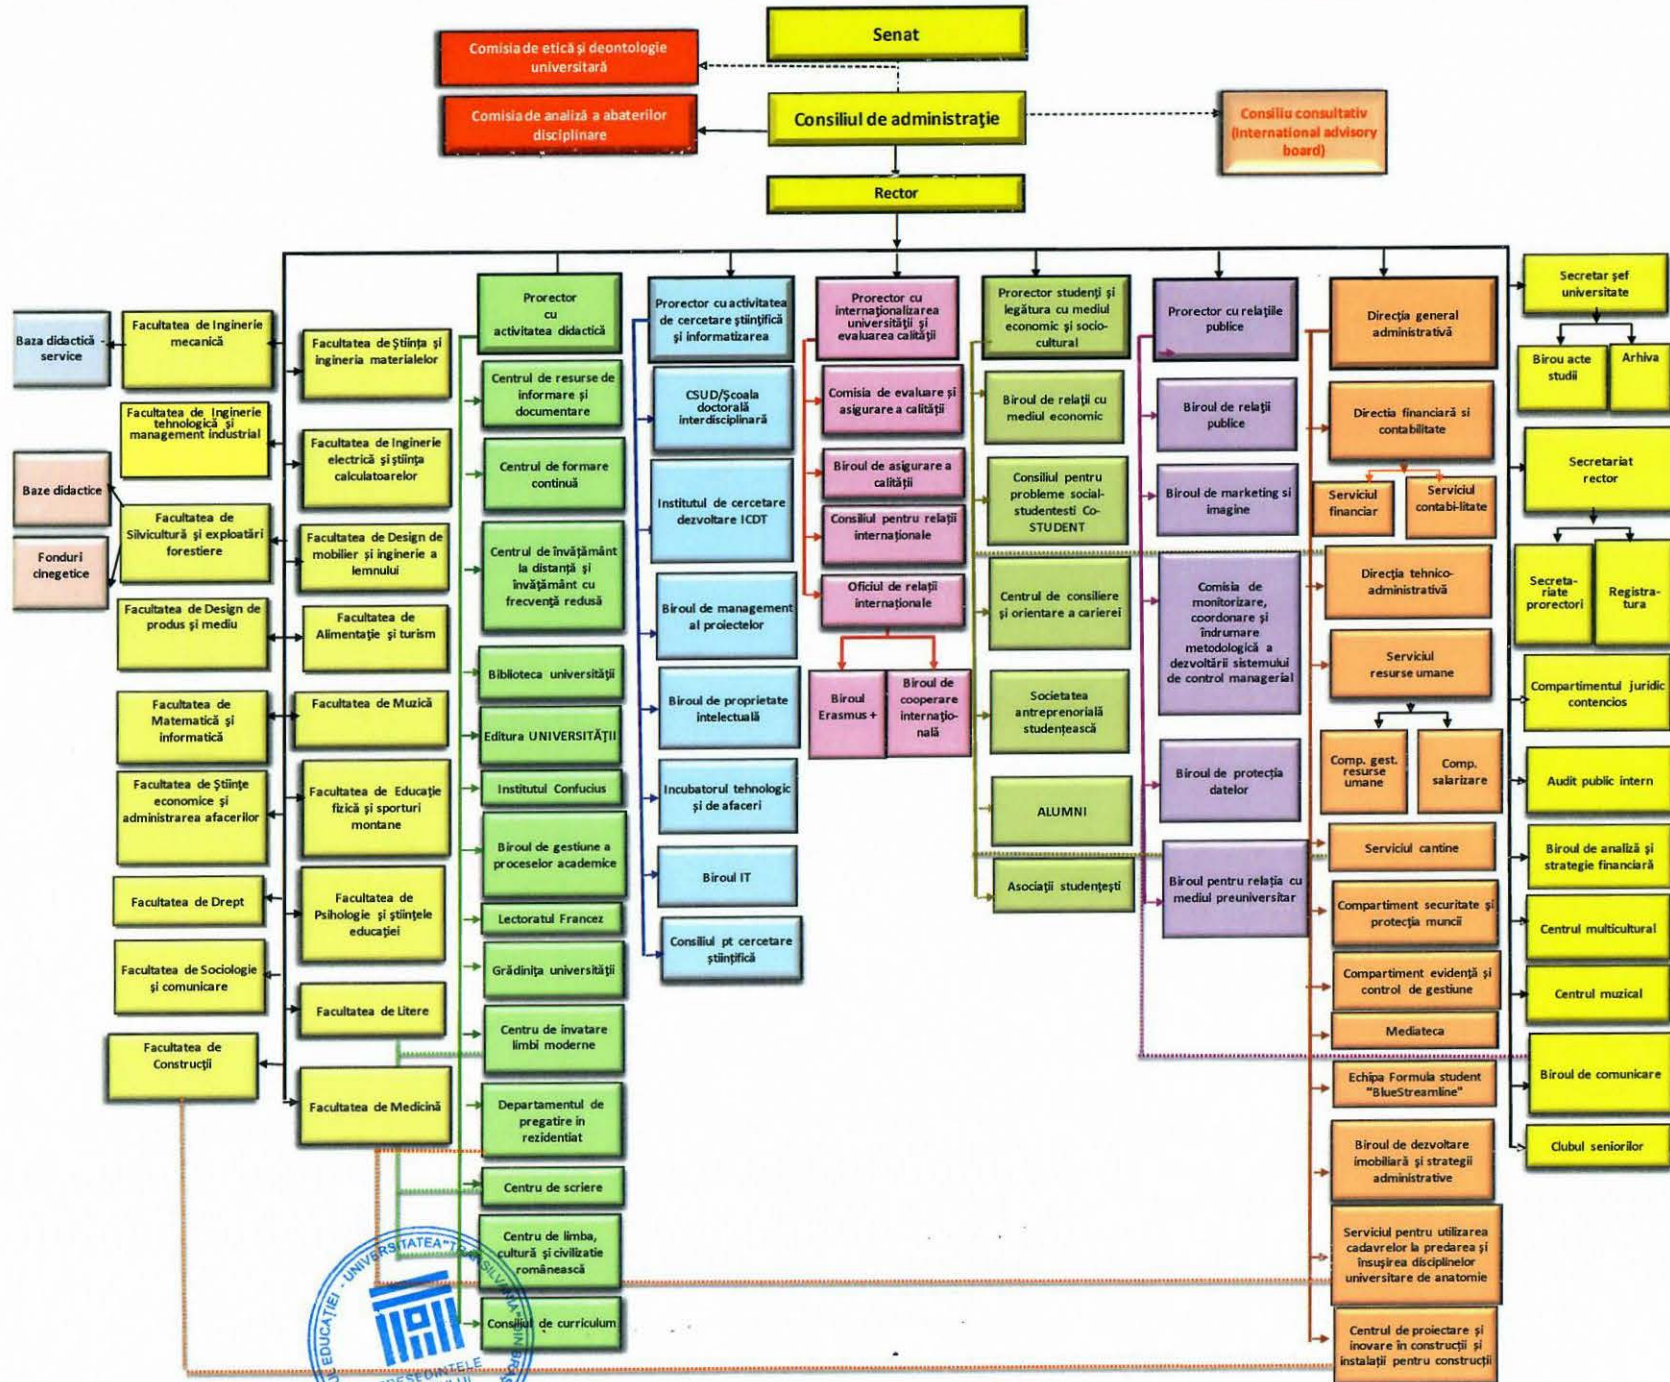 Senat
Comisia de etică și deontologie
universitară
Comisia de analiză a abaterilor
disciplinare
Consiliul de administraţie
Consiliu consultativ
(International advisory
board)
Rector
Baza didactică -
service
Baze didactice
Fonduri
cinegetice
Facultatea de Inginerie
mecanică
Facultatea de Inginerie
tehnologică și
management industrial
Facultatea de
Silvicultură și exploatări
forestiere
Facultatea de Design de
produs și mediu
Facultatea de
Matematică și
informatică
Facultatea de Științe
economice și
administrarea afacerilor
Facultatea de Drept
Facultatea de Sociologie
și comunicare
Facultatea de
Construcții
Facultatea de Știința și
ingineria materialelor
Facultatea de Inginerie
electrică și știința
calculatoarelor
Facultatea de Design de
mobilier și inginerie a
lemnului
Facultatea de
Alimentație și turism
Facultatea de Muzică
Facultatea de Educație
fizică și sporturi
montane
Facultatea de
Psihologie și științele
educației
Facultatea de Litere
Facultatea de Medicină
Prorector
cu
activitatea didactică
Centrul de resurse de
informare și
documentare
Centrul de formare
continuă
Centrul de învățământ
la distanță și
învățământ cu
frecvență redusă
Biblioteca universității
Editura UNIVERSITĂȚII
Institutul Confucius
Biroul de gestiune a
proceselor academice
Lectoratul Francez
Grădinița universității
Centru de invatare
limbi moderne
Departamentul de
pregatire in
rezidentiat
Centru de scriere
Centru de limba,
cultură și civilizatie
românească
Consiliul de curriculum
Prorector cu activitatea
de cercetare științifică
și informatizarea
CSUD/Școala
doctorală
interdisciplinară
Institutul de cercetare
dezvoltare ICDT
Biroul de management
al proiectelor
Biroul de proprietate
intelectuală
Incubatorul tehnologic
și de afaceri
Biroul IT
Consiliul pt cercetare
științifică
Prorector cu
internaționalizarea
universității și
evaluarea calității
Comisia de evaluare și
asigurare a calității
Biroul de asigurare a
calității
Consiliul pentru relații
internaționale
Oficiul de relații
internaționale
Biroul
Erasmus +
Biroul de
cooperare
internațio-
nală
Prorector studenți și
legătura cu mediul
economic și socio-
cultural
Biroul de relații cu
mediul economic
Consiliul pentru
probleme social-
studentesti Co-
STUDENT
Centrul de consiliere
și orientare a carierei
Societatea
antreprenorială
studențească
ALUMNI
Asociații studențești
Prorector cu relațiile
publice
Biroul de relații
publice
Biroul de marketing si
imagine
Comisia de
monitorizare,
coordonare și
îndrumare
metodologică a
dezvoltării sistemului
de control managerial
Biroul de protecția
datelor
Biroul pentru relația cu
mediul preuniversitar
Direcția general
administrativă
Directia financiară si
contabilitate
Serviciul
financiar
Serviciul
contabi-litate
Direcția tehnico-
administrativă
Serviciul
resurse umane
Comp. gest.
resurse
umane
Comp.
salarizare
Serviciul cantine
Compartiment securitate și
protecția muncii
Compartiment evidență și
control de gestiune
Mediateca
Echipa Formula student
"BlueStreamline"
Biroul de dezvoltare
imobiliară și strategii
administrative
Serviciul pentru utilizarea
cadavrelor la predarea și
însușirea disciplinelor
universitare de anatomie
Centrul de proiectare și
inovare în construcții și
instalații pentru construcții
Secretar șef
universitate
Birou acte
studii
Arhiva
Secretariat
rector
Secreta-
riate
prorectori
Registra-
tura
Compartimentul juridic
contencios
Audit public intern
Biroul de analiză și
strategie financiară
Centrul multicultural
Centrul muzical
Biroul de comunicare
Clubul seniorilor
EDUCAȚIEI - UNIVERSITATEA "TRANSILVANIA" DIN